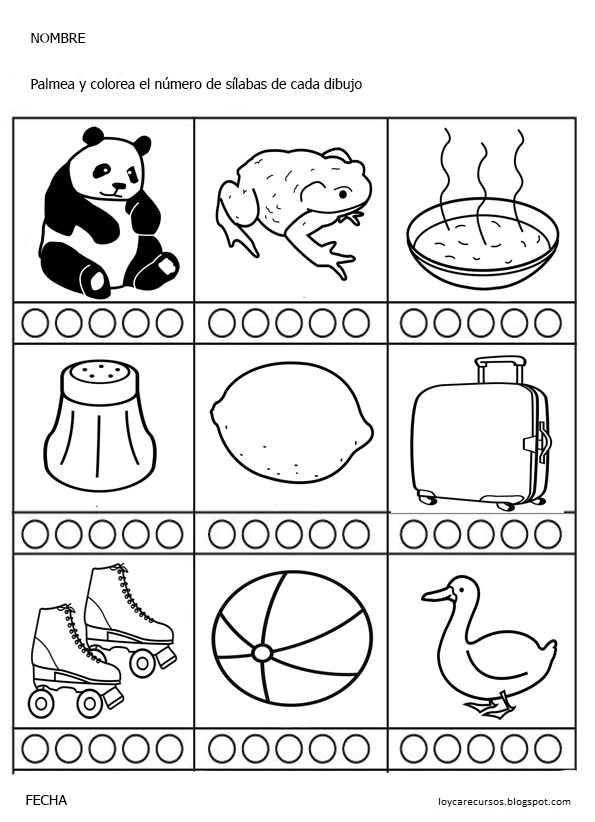 NOMBRE
Palmea y colorea el número de sílabas de cada dibujo
FECHA
loycarecursos.blogspot.com